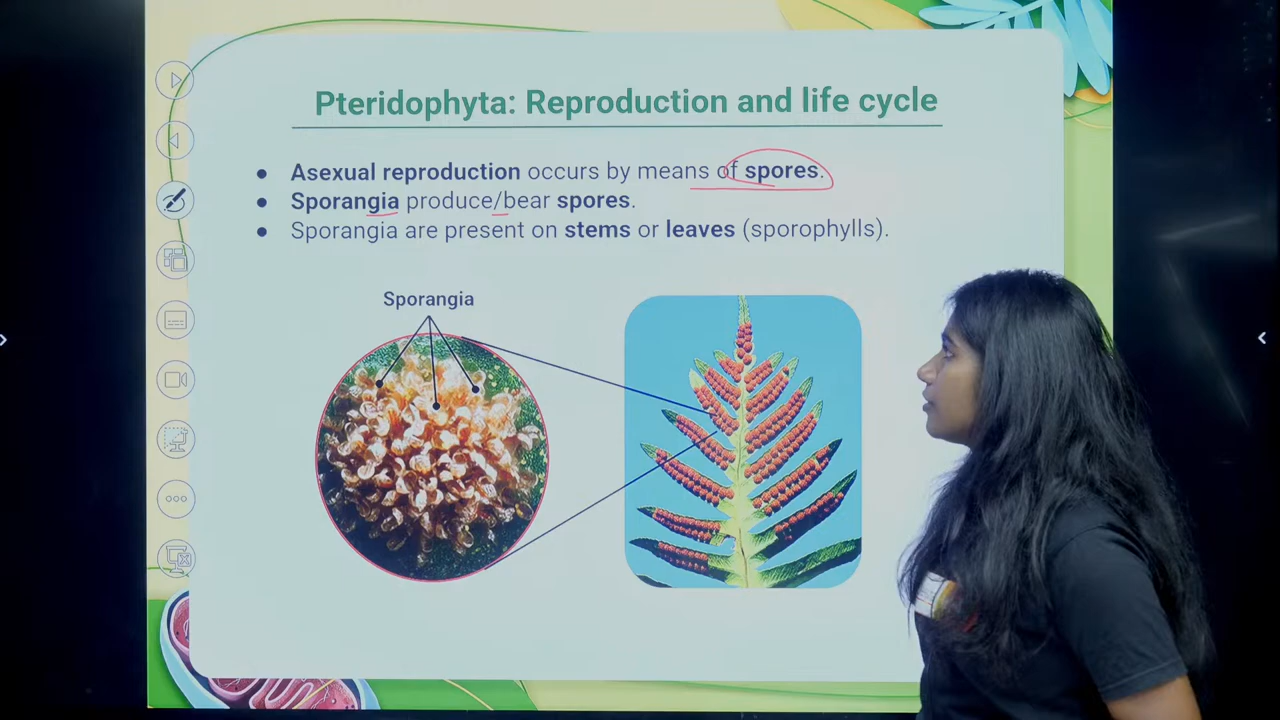 Pteridophyta: Reproduction and life cycle
● Asexual reproduction occurs by means of spores.
● Sporangia produce/bear spores.
● Sporangia are present on stems or leaves (sporophylls).
Sporangia